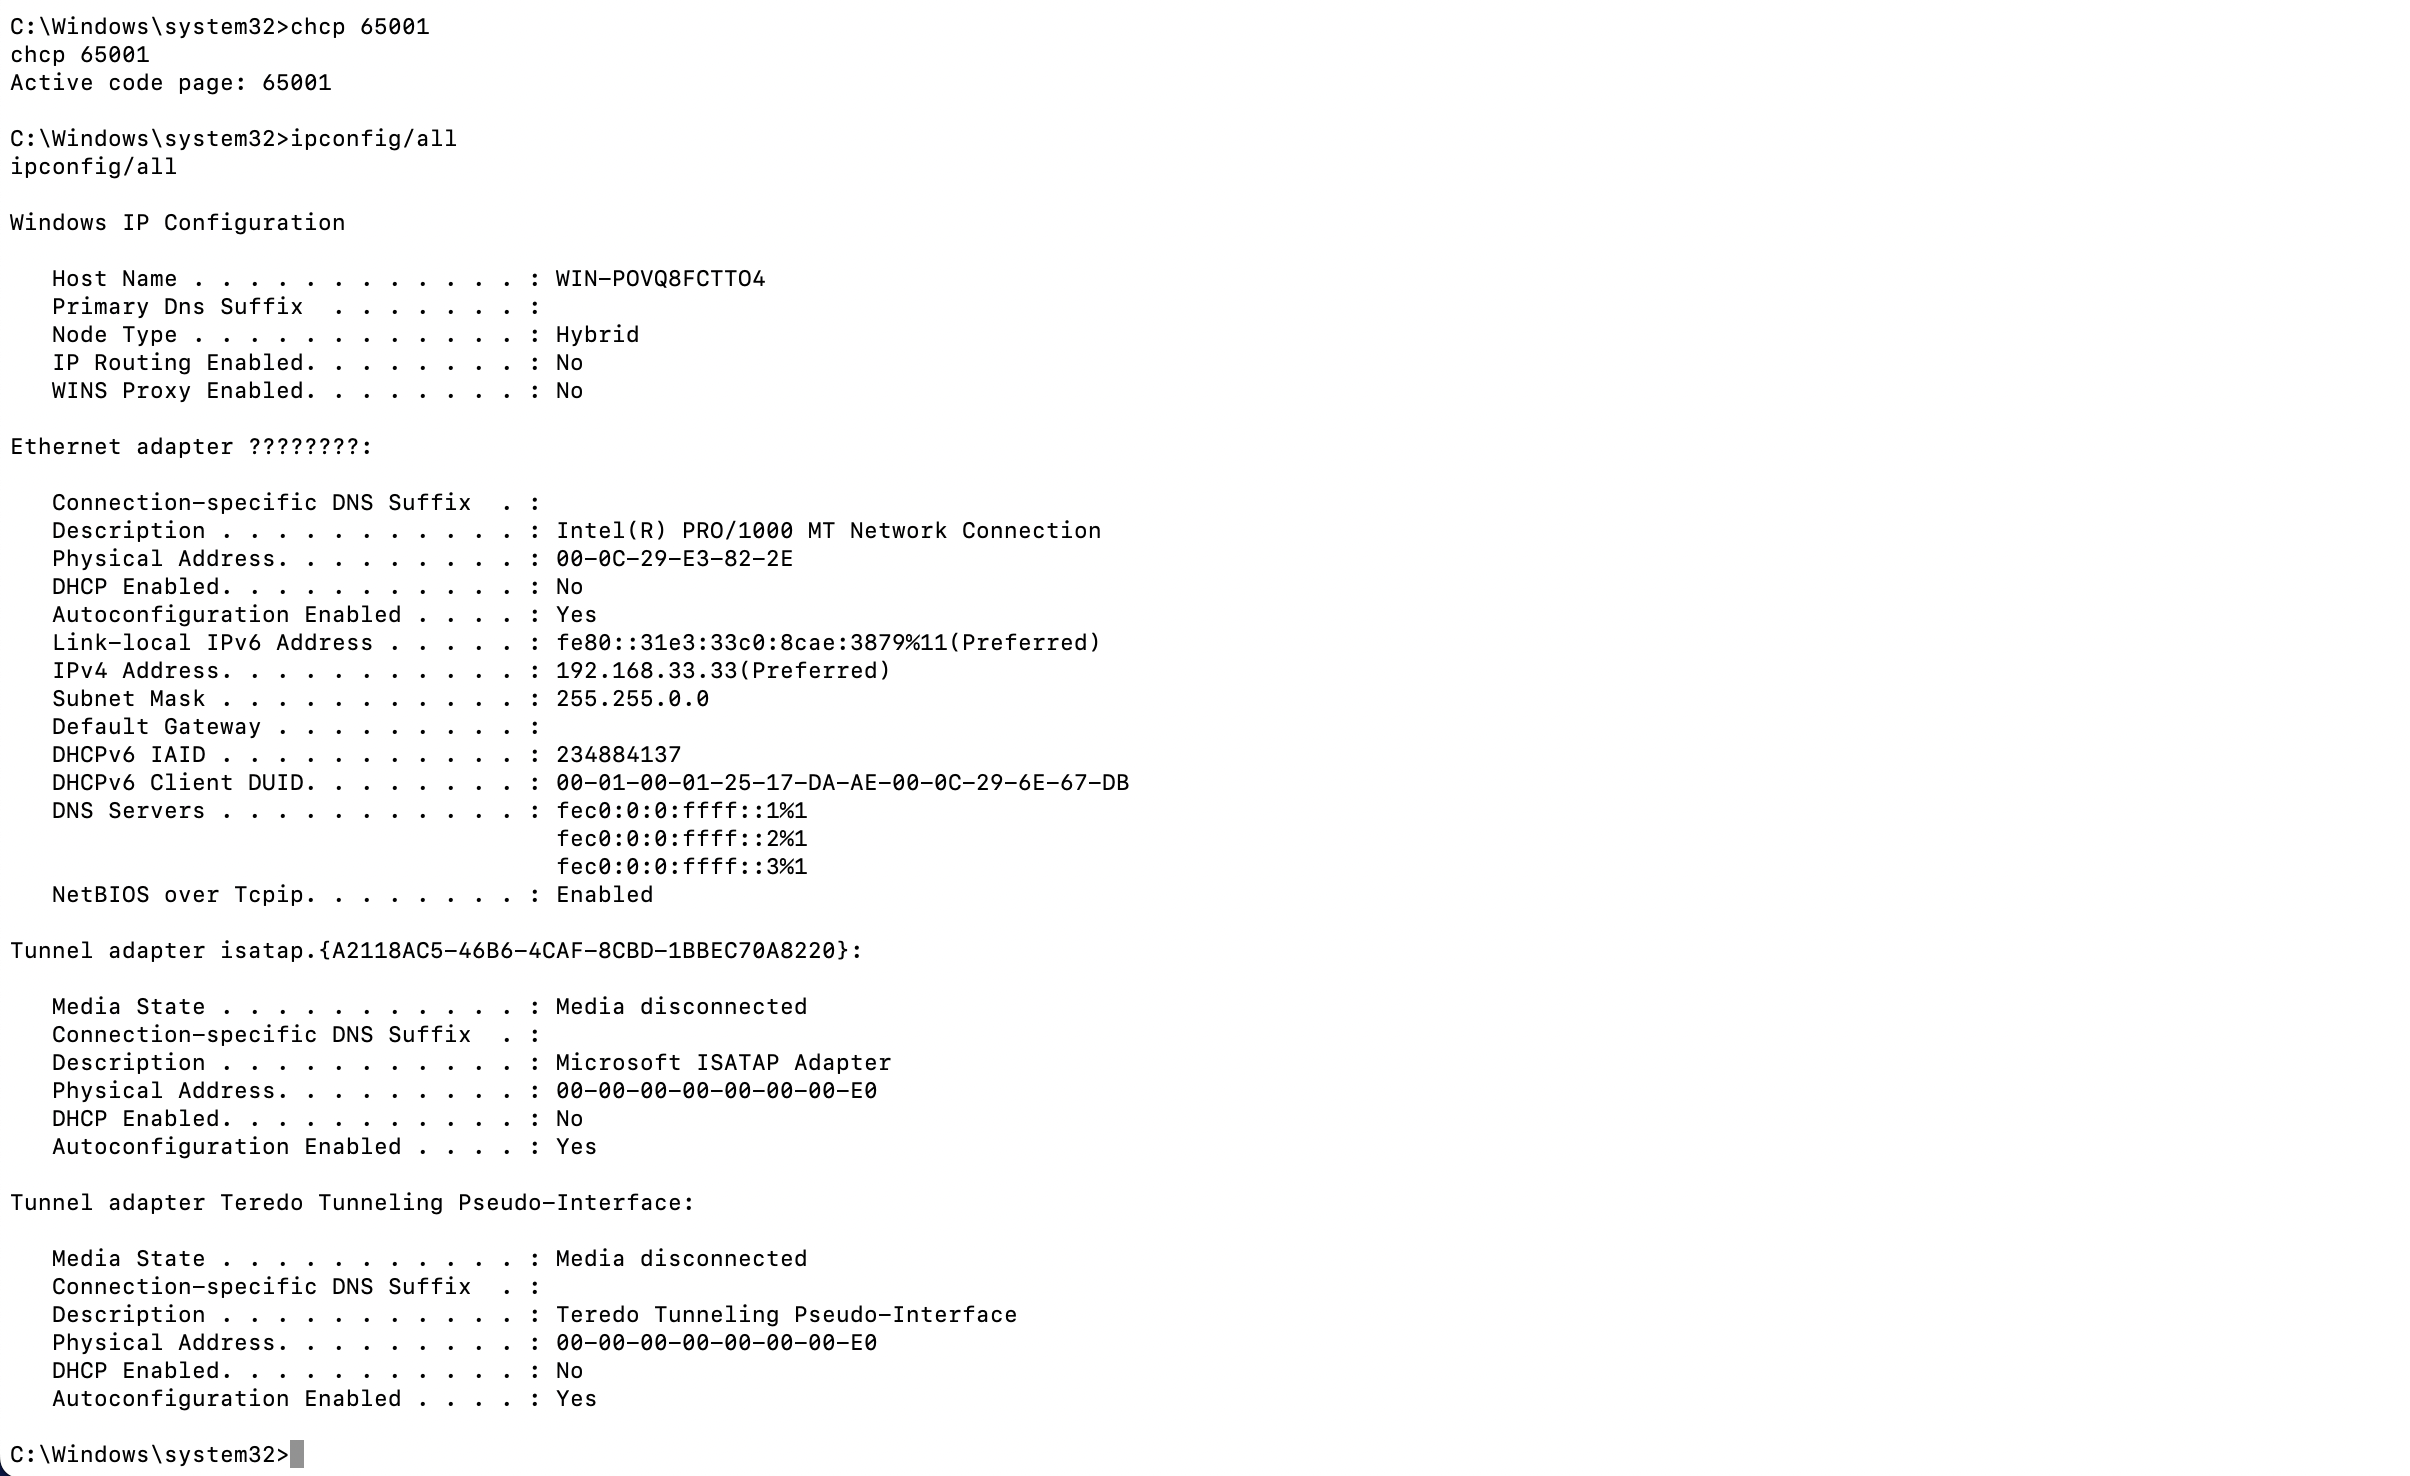 C:\Windows\system32>chcp 65001
chcp 65001
Active code page: 65001
C:\Windows\system32>ipconfig/all
ipconfig/all
Windows IP Configuration
   Host Name . . . . . . . . . . . . : WIN-POVQ8FCTTO4
   Primary Dns Suffix  . . . . . . . :
   Node Type . . . . . . . . . . . . : Hybrid
   IP Routing Enabled. . . . . . . . : No
   WINS Proxy Enabled. . . . . . . . : No
Ethernet adapter ????????:
   Connection-specific DNS Suffix  . :
   Description . . . . . . . . . . . : Intel(R) PRO/1000 MT Network Connection
   Physical Address. . . . . . . . . : 00-0C-29-E3-82-2E
   DHCP Enabled. . . . . . . . . . . : No
   Autoconfiguration Enabled . . . . : Yes
   Link-local IPv6 Address . . . . . : fe80::31e3:33c0:8cae:3879%11(Preferred)
   IPv4 Address. . . . . . . . . . . : 192.168.33.33(Preferred)
   Subnet Mask . . . . . . . . . . . : 255.255.0.0
   Default Gateway . . . . . . . . . :
   DHCPv6 IAID . . . . . . . . . . . : 234884137
   DHCPv6 Client DUID. . . . . . . . : 00-01-00-01-25-17-DA-AE-00-0C-29-6E-67-DB
   DNS Servers . . . . . . . . . . . : fec0:0:0:ffff::1%1
                                       fec0:0:0:ffff::2%1
                                       fec0:0:0:ffff::3%1
   NetBIOS over Tcpip. . . . . . . . : Enabled
Tunnel adapter isatap.{A2118AC5-46B6-4CAF-8CBD-1BBEC70A8220}:
   Media State . . . . . . . . . . . : Media disconnected
   Connection-specific DNS Suffix  . :
   Description . . . . . . . . . . . : Microsoft ISATAP Adapter
   Physical Address. . . . . . . . . : 00-00-00-00-00-00-00-E0
   DHCP Enabled. . . . . . . . . . . : No
   Autoconfiguration Enabled . . . . : Yes
Tunnel adapter Teredo Tunneling Pseudo-Interface:
   Media State . . . . . . . . . . . : Media disconnected
   Connection-specific DNS Suffix  . :
   Description . . . . . . . . . . . : Teredo Tunneling Pseudo-Interface
   Physical Address. . . . . . . . . : 00-00-00-00-00-00-00-E0
   DHCP Enabled. . . . . . . . . . . : No
   Autoconfiguration Enabled . . . . : Yes
C:\Windows\system32>